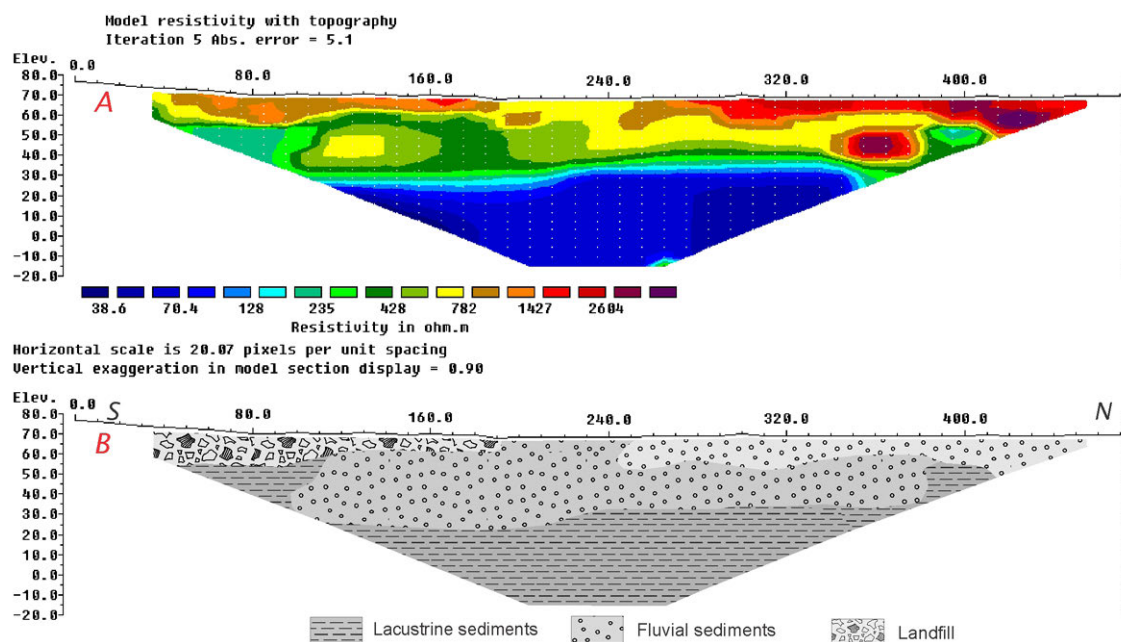 Model resistivity with topography
Iteration 5 Abs. error = 5.1
Elev.
0.0 80.0 160.0 240.0 320.0 400.0
80.0
A
70.0
60.0
50.0
40.0
30.0
20.0
10.0
0.0
-10.0
-20.0
38.6 70.4 128 235 428 782 1427 2604
Resistivity in ohm.m
Horizontal scale is 20.07 pixels per unit spacing
Vertical exaggeration in model section display = 0.90
Elev. 0.0 S 80.0 160.0 240.0 320.0 400.0 N
80.0
B
70.0
60.0
50.0
40.0
30.0
20.0
10.0
0.0
-10.0
-20.0
Lacustrine sediments Fluvial sediments Landfill